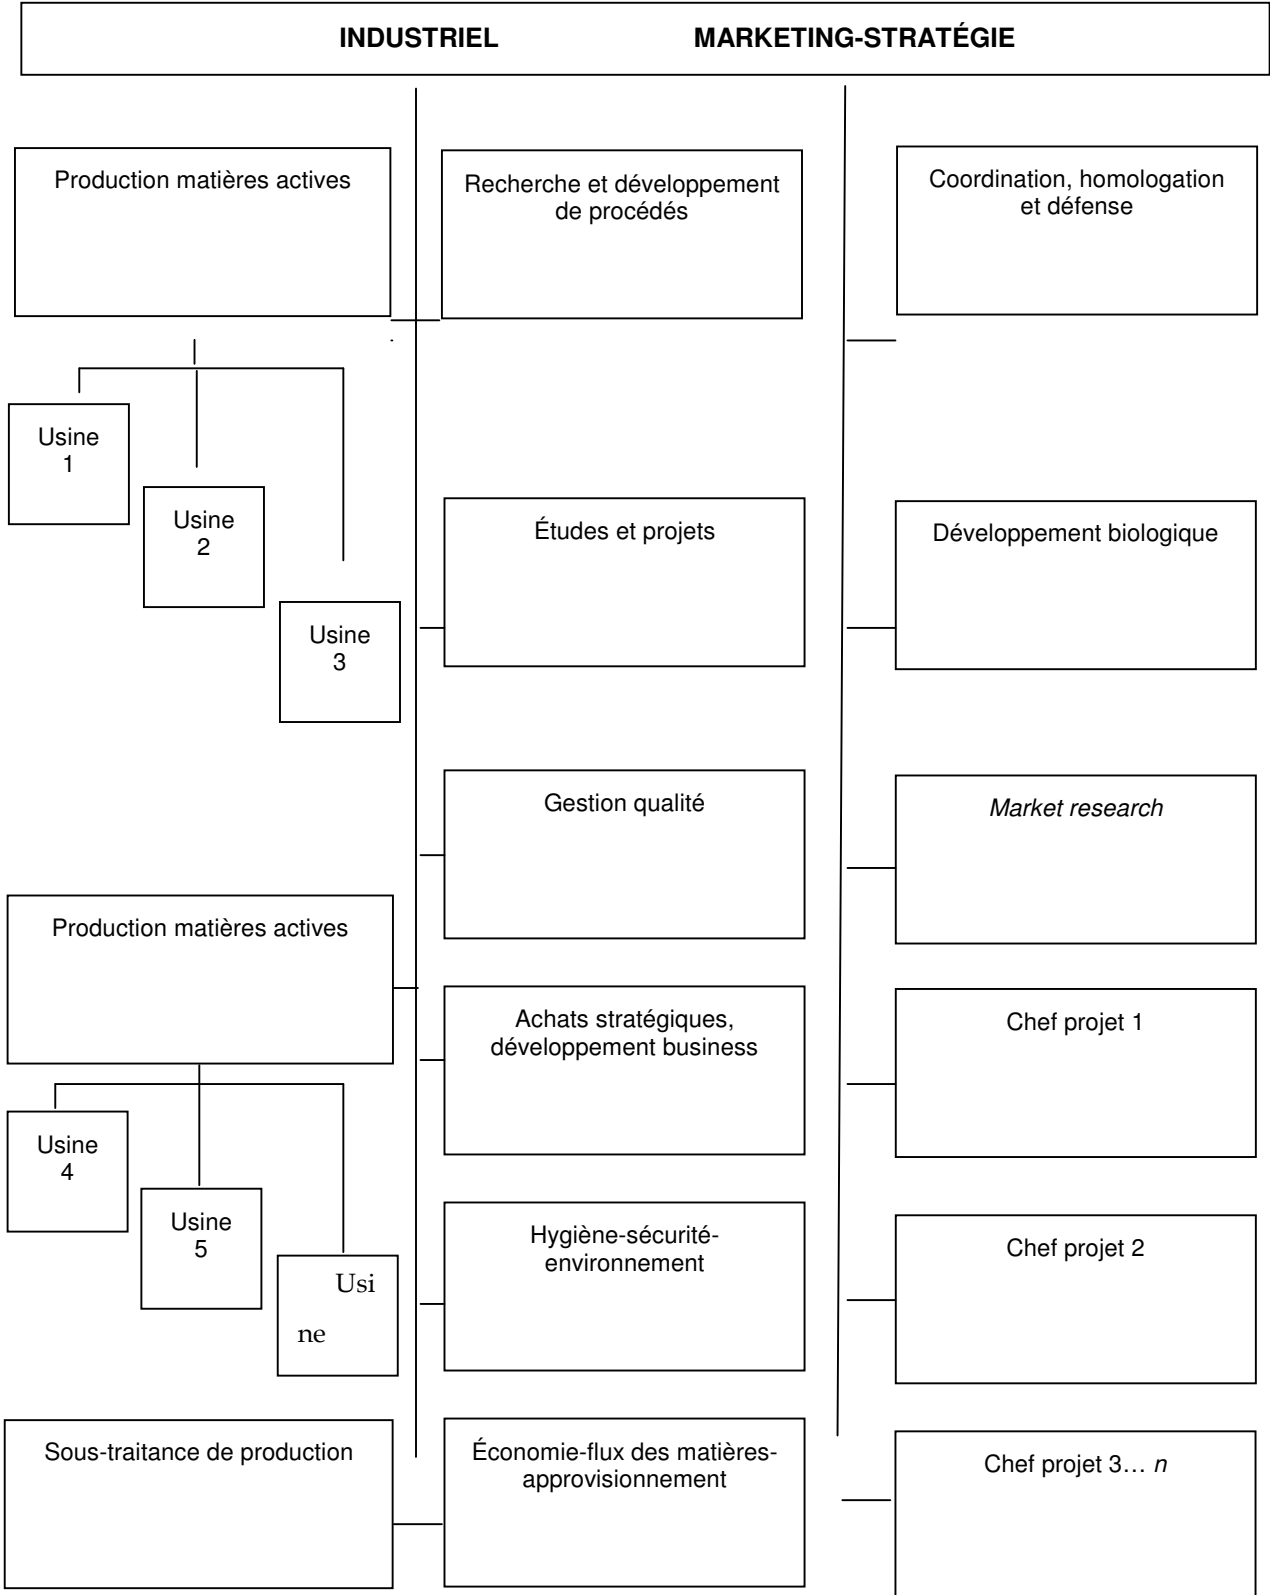 INDUSTRIEL MARKETING-STRATÉGIE
Production matières actives
Recherche et développement
de procédés
Coordination, homologation
et défense
Usine
1
Usine
2
Usine
3
Études et projets
Développement biologique
Gestion qualité
Market research
Production matières actives
Achats stratégiques,
développement business
Chef projet 1
Usine
4
Usine
5
Usi
ne
Hygiène-sécurité-
environnement
Chef projet 2
Sous-traitance de production
Économie-flux des matières-
approvisionnement
Chef projet 3… n